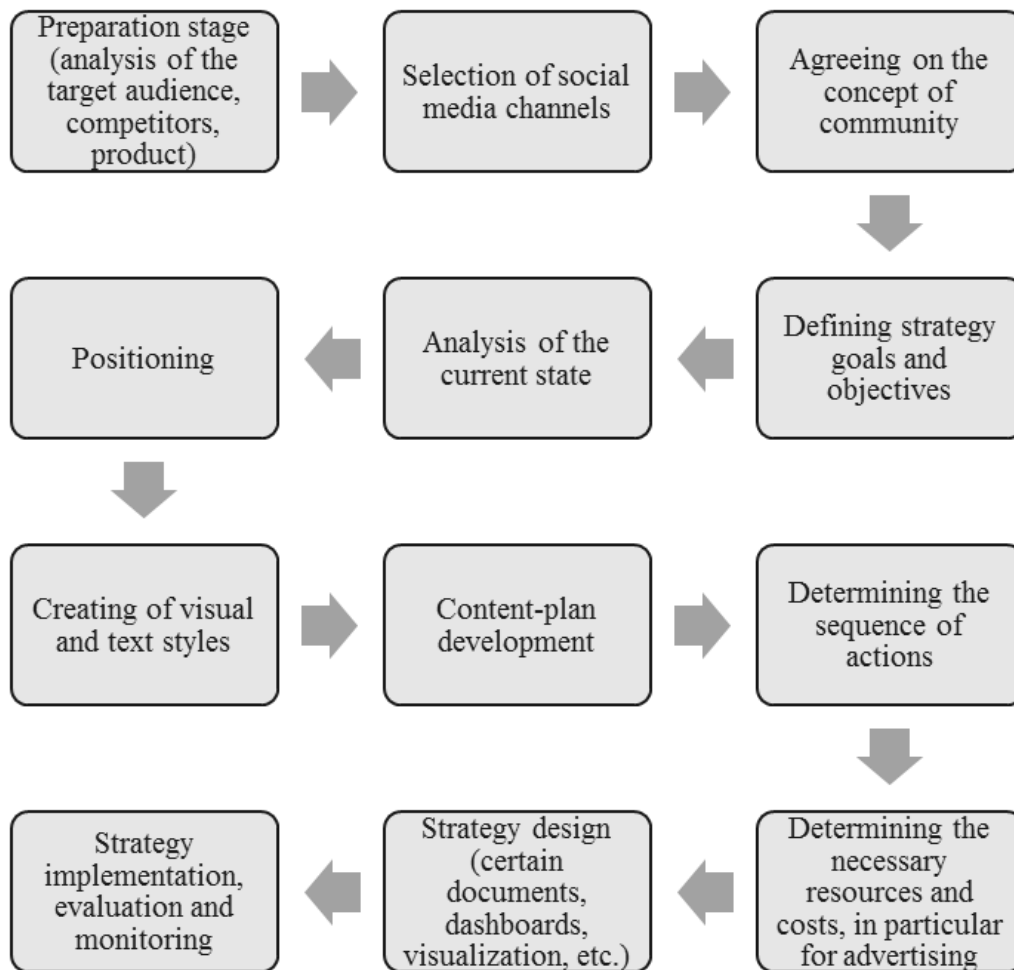 Preparation stage
(analysis of the
target audience,
competitors,
product)
Selection of social
media channels
Agreeing on the
concept of
community
Defining strategy
goals and
objectives
Analysis of the
current state
Positioning
Creating of visual
and text styles
Content-plan
development
Determining the
sequence of
actions
Determining the
necessary
resources and
costs, in particular
for advertising
Strategy design
(certain
documents,
dashboards,
visualization, etc.)
Strategy
implementation,
evaluation and
monitoring